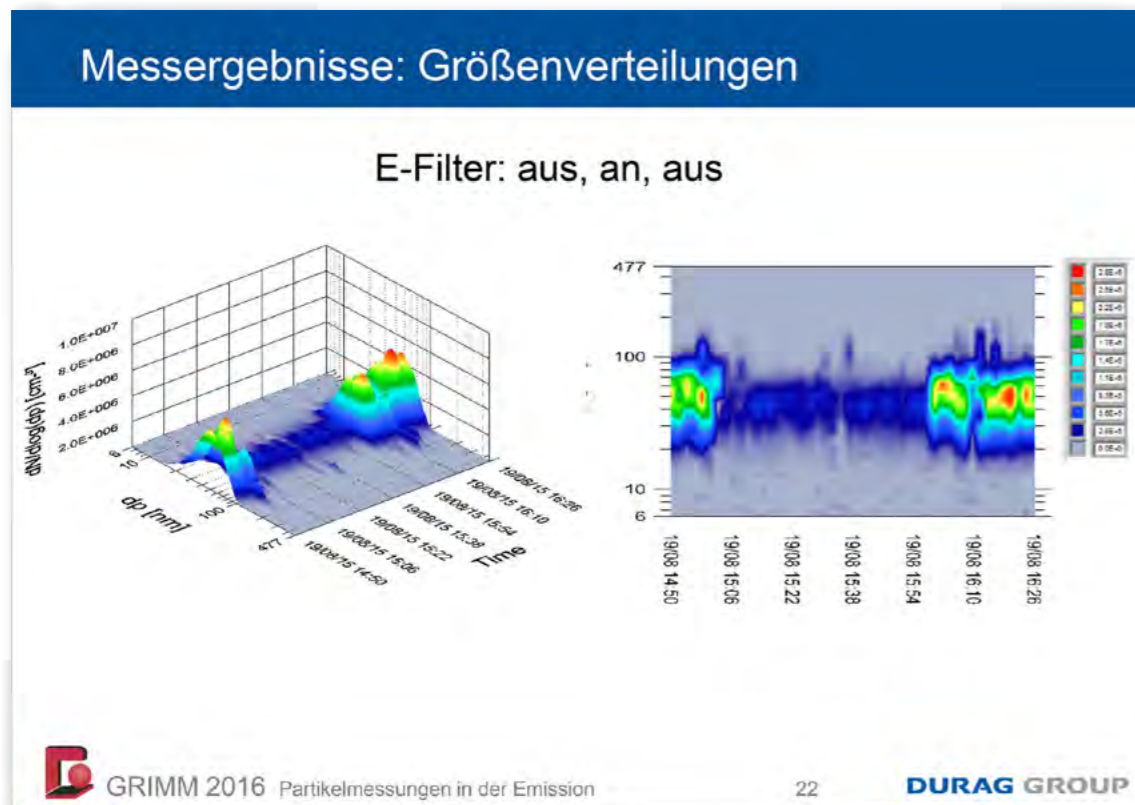 Messergebnisse: Größenverteilungen
E-Filter: aus, an, aus
dN/dlog(dp) [cm-³]
1.0E+007
8.0E+006
6.0E+006
4.0E+006
2.0E+006
10
100
477
dp [nm]
19/08/15 14:50
19/08/15 15:06
19/08/15 15:22
19/08/15 15:38
19/08/15 15:54
19/08/15 16:10
19/08/15 16:26
Time
477
100
10
6
19/08 14:50
19/08 15:06
19/08 15:22
19/08 15:38
19/08 15:54
19/08 16:10
19/08 16:26
GRIMM 2016 Partikelmessungen in der Emission
22
DURAG GROUP